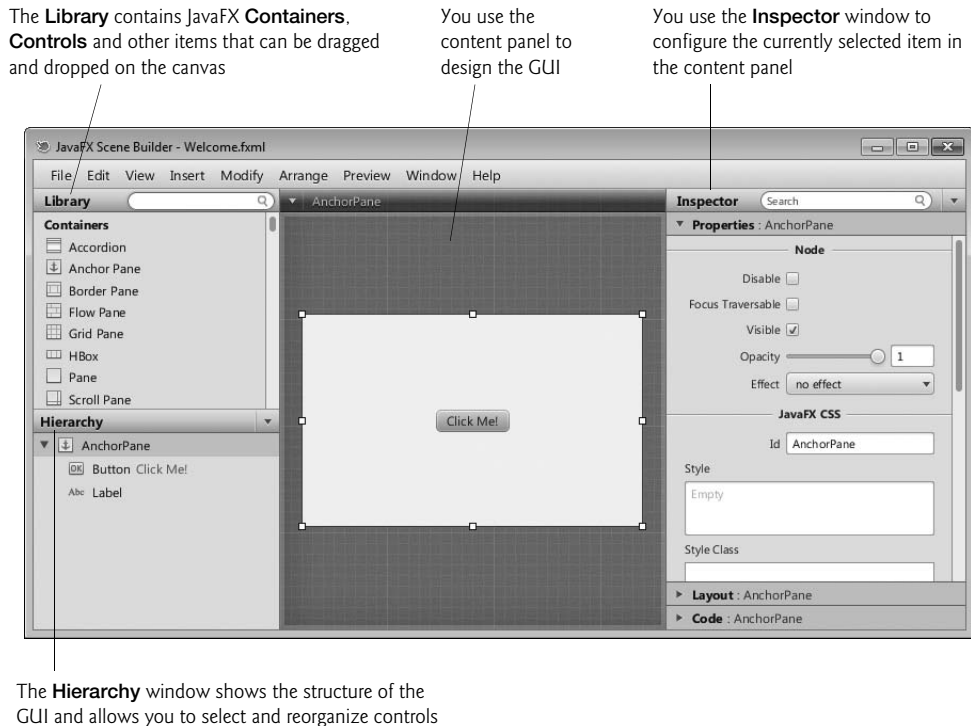 The Library contains JavaFX Containers,
Controls and other items that can be dragged
and dropped on the canvas
You use the
content panel to
design the GUI
You use the Inspector window to
configure the currently selected item in
the content panel
JavaFX Scene Builder - Welcome.fxml
File Edit View Insert Modify Arrange Preview Window Help
Library
AnchorPane
Inspector Search
Containers
Accordion
Anchor Pane
Border Pane
Flow Pane
Grid Pane
HBox
Pane
Scroll Pane
Hierarchy
AnchorPane
OK Button Click Me!
Abc Label
Click Me!
Properties : AnchorPane
Node
Disable
Focus Traversable
Visible
Opacity 1
Effect no effect
JavaFX CSS
Id AnchorPane
Style
Empty
Style Class
Layout : AnchorPane
Code : AnchorPane
The Hierarchy window shows the structure of the
GUI and allows you to select and reorganize controls